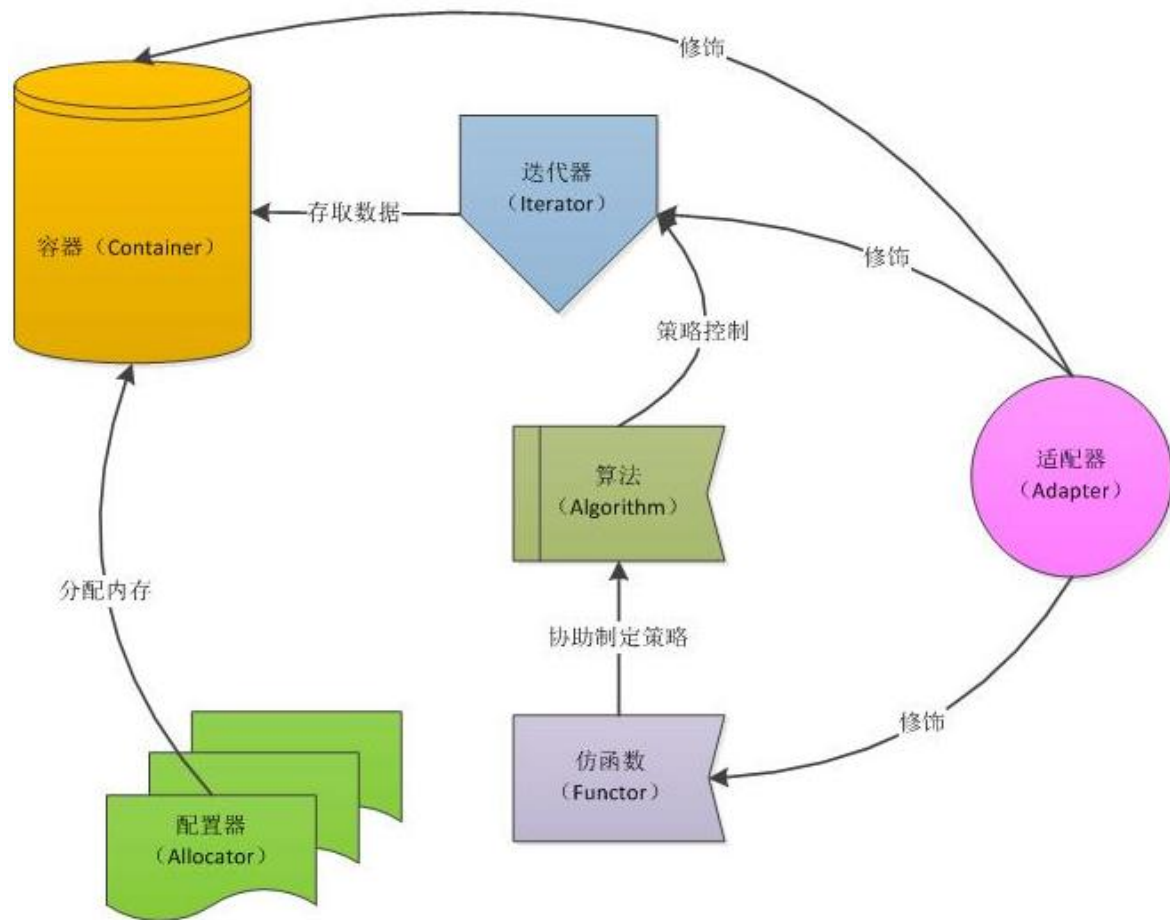 修饰
迭代器
（Iterator）
存取数据
容器（Container）
修饰
策略控制
算法
（Algorithm）
适配器
（Adapter）
分配内存
协助制定策略
修饰
仿函数
（Functor）
配置器
（Allocator）